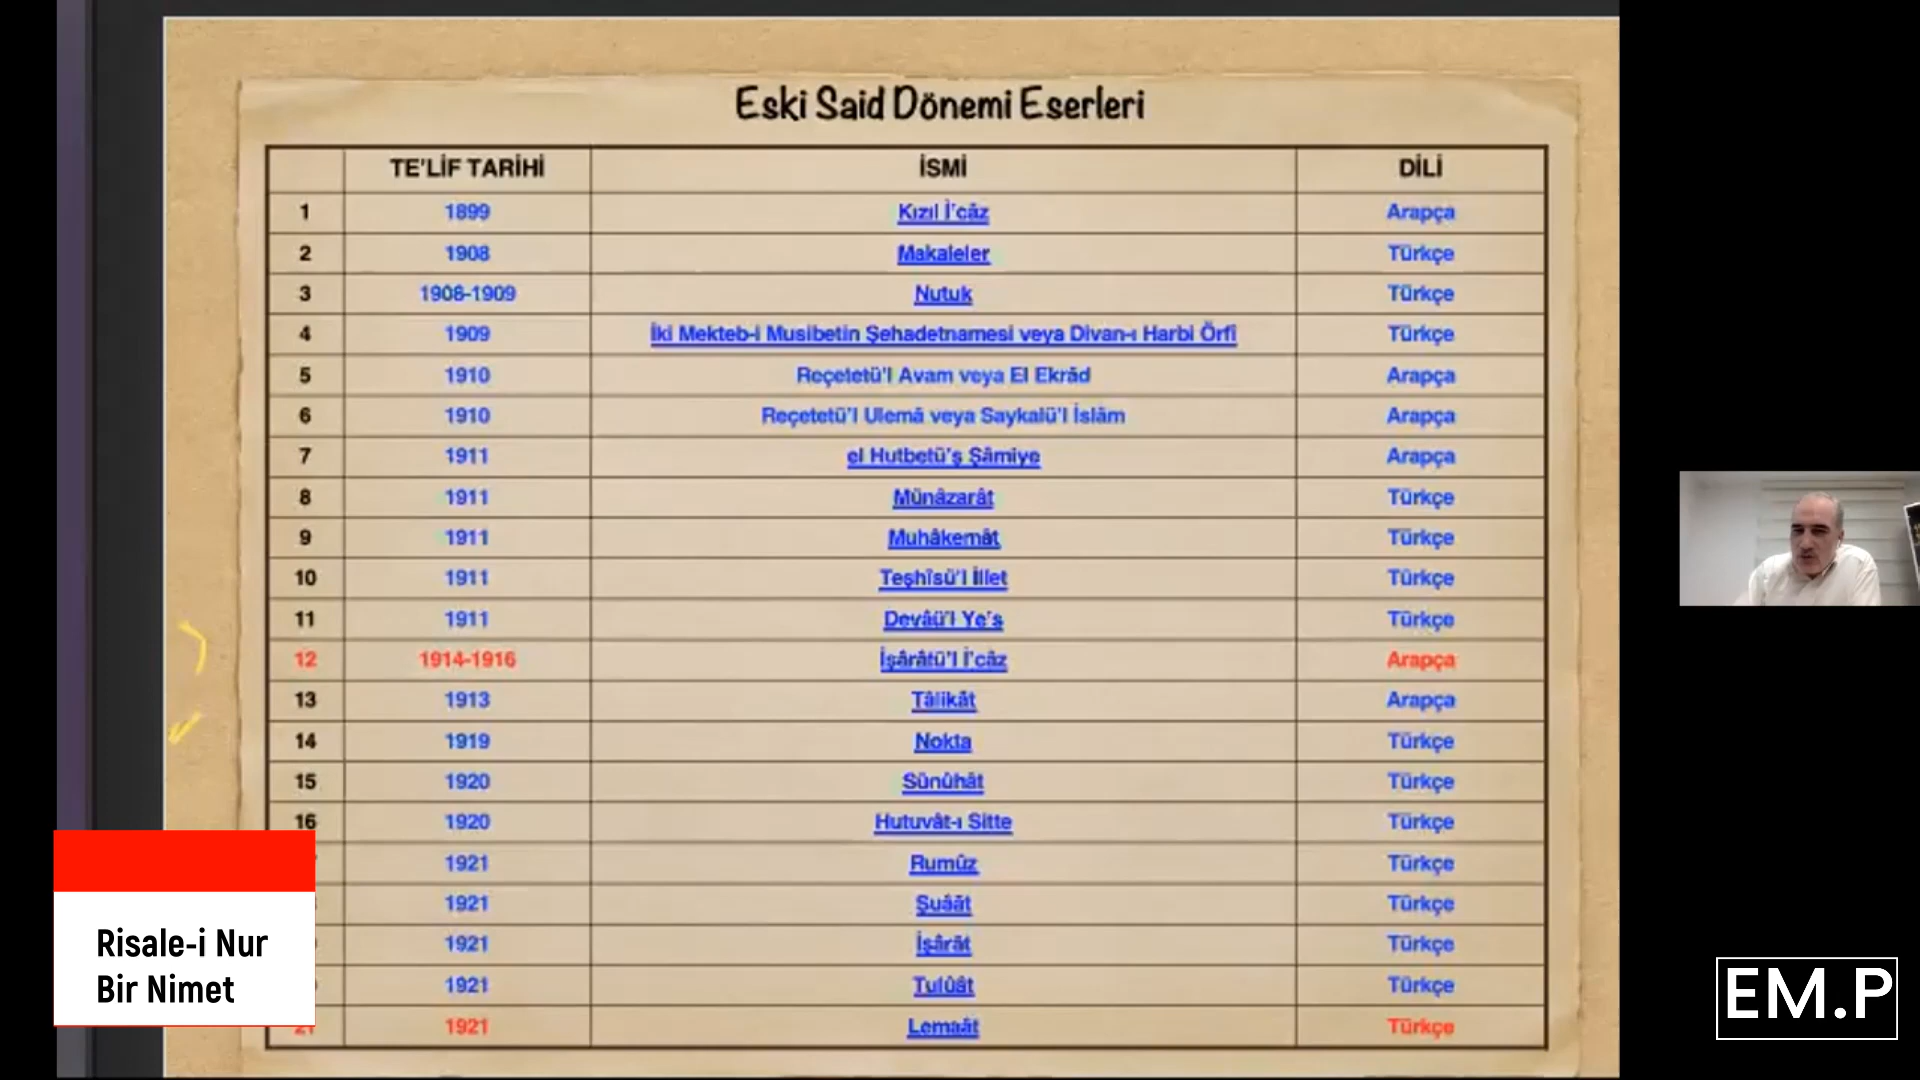 Eski Said Dönemi Eserleri
TE'LİF TARİHİ İSMİ DİLİ
1 1899 Kızıl İ'câz Arapça
2 1908 Makaleler Türkçe
3 1908-1909 Nutuk Türkçe
4 1909 İki Mekteb-i Musibetin Şehadetnamesi veya Divan-ı Harbi Örfî Türkçe
5 1910 Reçetetü'l Avam veya El Ekrâd Arapça
6 1910 Reçetetü'l Ulemâ veya Saykalü'l İslâm Arapça
7 1911 el Hutbetü'ş Şâmiye Arapça
8 1911 Münâzarât Türkçe
9 1911 Muhâkemât Türkçe
10 1911 Teşhîsü'l İllet Türkçe
11 1911 Devâü'l Ye's Türkçe
12 1914-1916 İşârâtü'l İ'câz Arapça
13 1913 Tâlikât Arapça
14 1919 Nokta Türkçe
15 1920 Sünûhât Türkçe
16 1920 Hutuvât-ı Sitte Türkçe
1921 Rumûz Türkçe
1921 Şuâât Türkçe
1921 İşârât Türkçe
1921 Tulûât Türkçe
21 1921 Lemaât Türkçe
Risale-i Nur
Bir Nimet
EM.P